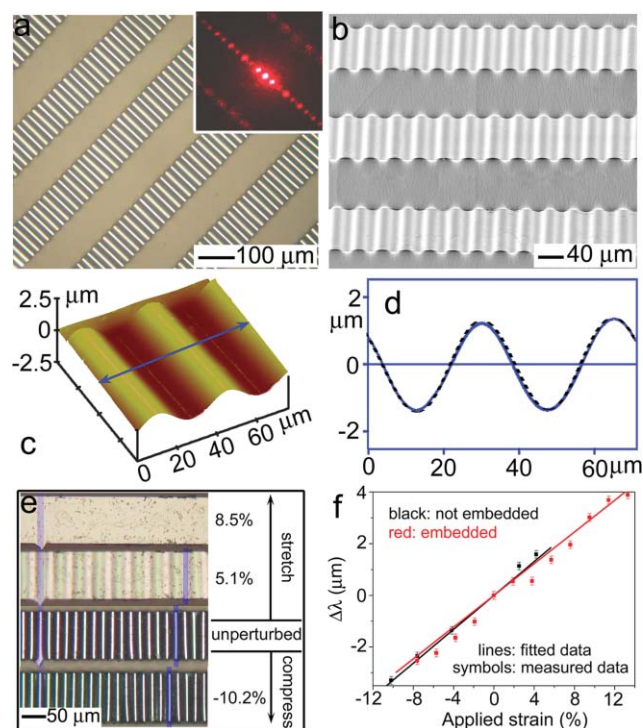 a
100 µm
b
40 µm
2.5
µm
0
-2.5
c
0
20
40
60
µm
d
2
µm
0
-2
0
20
40
60
µm
e
8.5%
5.1%
unperturbed
-10.2%
stretch
compress
50 µm
f
black: not embedded
red: embedded
lines: fitted data
symbols: measured data
Δλ (µm)
4
2
0
-2
-12
-8
-4
0
4
8
12
Applied strain (%)